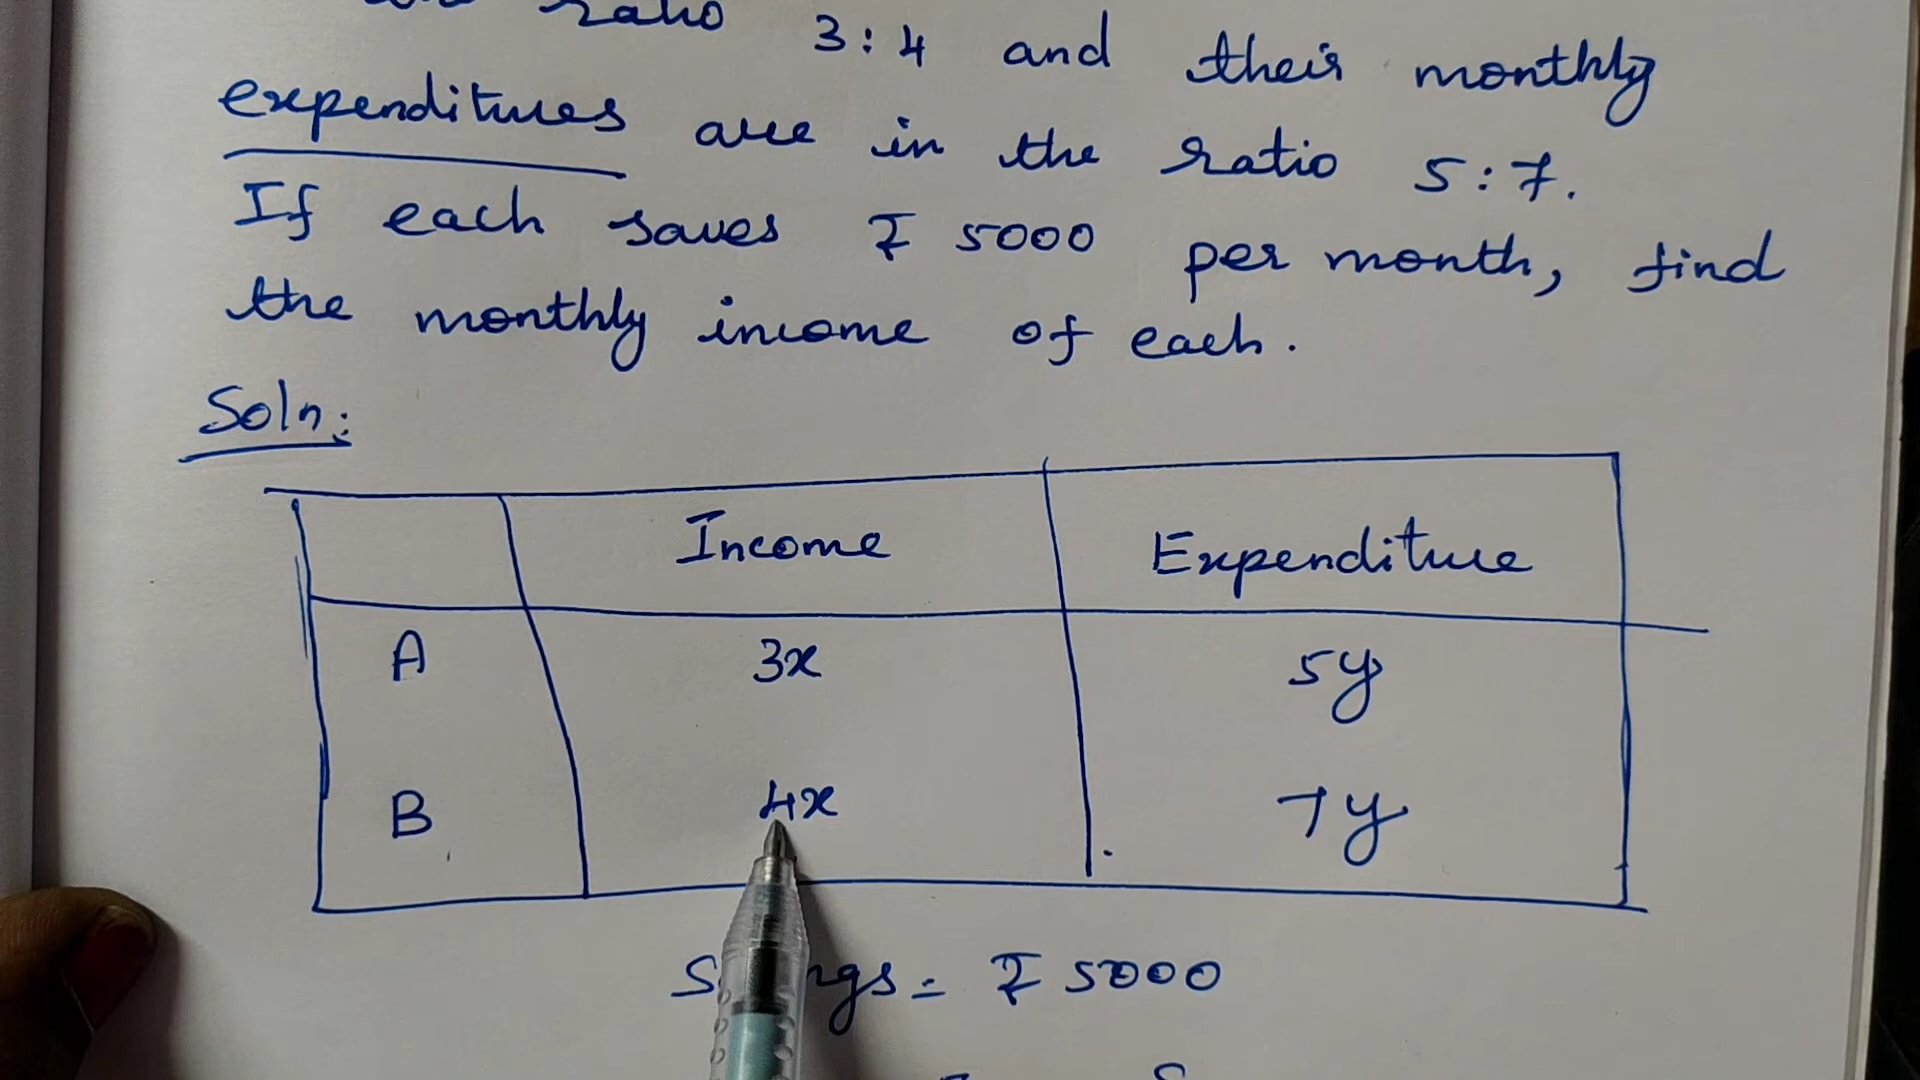 ratio 3:4 and their monthly
expenditures are in the ratio 5:7.
If each saves ₹ 5000 per month, find
the monthly income of each.
Soln:
Income Expenditure
A 3x 5y
B 4x 7y
= ₹ 5000